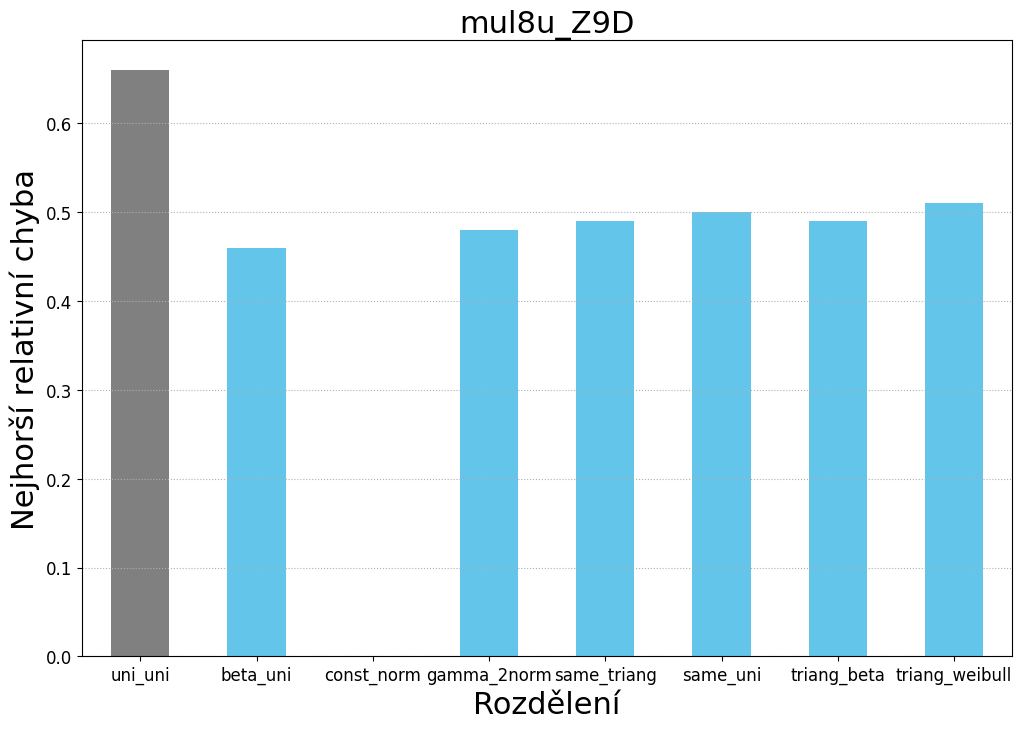 mul8u_Z9D
Nejhorší relativní chyba
0.6
0.5
0.4
0.3
0.2
0.1
0.0
uni_uni beta_uni const_norm gamma_2norm same_triang same_uni triang_beta triang_weibull
Rozdělení